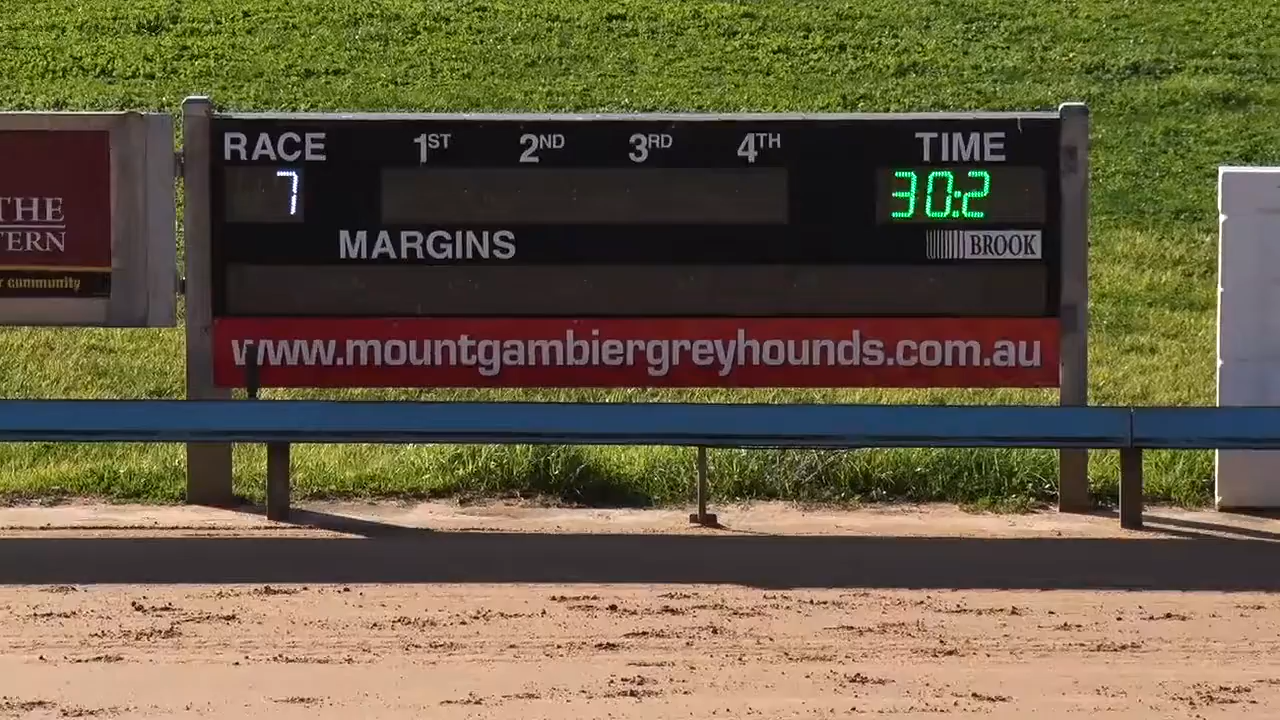 THE
TERN
r community
RACE 1ST 2ND 3RD 4TH TIME
7 30:2
MARGINS BROOK
www.mountgambiergreyhounds.com.au